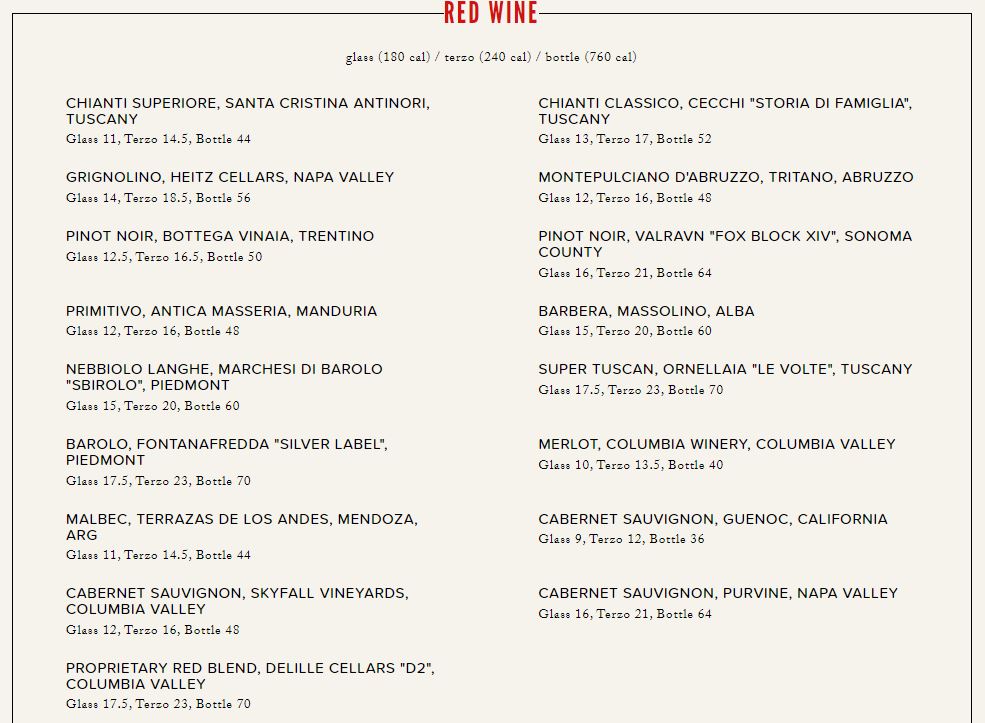 RED WINE
glass (180 cal) / terzo (240 cal) / bottle (760 cal)
CHIANTI SUPERIORE, SANTA CRISTINA ANTINORI,
TUSCANY
Glass 11, Terzo 14.5, Bottle 44
CHIANTI CLASSICO, CECCHI "STORIA DI FAMIGLIA",
TUSCANY
Glass 13, Terzo 17, Bottle 52
GRIGNOLINO, HEITZ CELLARS, NAPA VALLEY
Glass 14, Terzo 18.5, Bottle 56
MONTEPULCIANO D'ABRUZZO, TRITANO, ABRUZZO
Glass 12, Terzo 16, Bottle 48
PINOT NOIR, BOTTEGA VINAIA, TRENTINO
Glass 12.5, Terzo 16.5, Bottle 50
PINOT NOIR, VALRAVN "FOX BLOCK XIV", SONOMA
COUNTY
Glass 16, Terzo 21, Bottle 64
PRIMITIVO, ANTICA MASSERIA, MANDURIA
Glass 12, Terzo 16, Bottle 48
BARBERA, MASSOLINO, ALBA
Glass 15, Terzo 20, Bottle 60
NEBBIOLO LANGHE, MARCHESI DI BAROLO
"SBIROLO", PIEDMONT
Glass 15, Terzo 20, Bottle 60
SUPER TUSCAN, ORNELLAIA "LE VOLTE", TUSCANY
Glass 17.5, Terzo 23, Bottle 70
BAROLO, FONTANAFREDDA "SILVER LABEL",
PIEDMONT
Glass 17.5, Terzo 23, Bottle 70
MERLOT, COLUMBIA WINERY, COLUMBIA VALLEY
Glass 10, Terzo 13.5, Bottle 40
MALBEC, TERRAZAS DE LOS ANDES, MENDOZA,
ARG
Glass 11, Terzo 14.5, Bottle 44
CABERNET SAUVIGNON, GUENOC, CALIFORNIA
Glass 9, Terzo 12, Bottle 36
CABERNET SAUVIGNON, SKYFALL VINEYARDS,
COLUMBIA VALLEY
Glass 12, Terzo 16, Bottle 48
CABERNET SAUVIGNON, PURVINE, NAPA VALLEY
Glass 16, Terzo 21, Bottle 64
PROPRIETARY RED BLEND, DELILLE CELLARS "D2",
COLUMBIA VALLEY
Glass 17.5, Terzo 23, Bottle 70